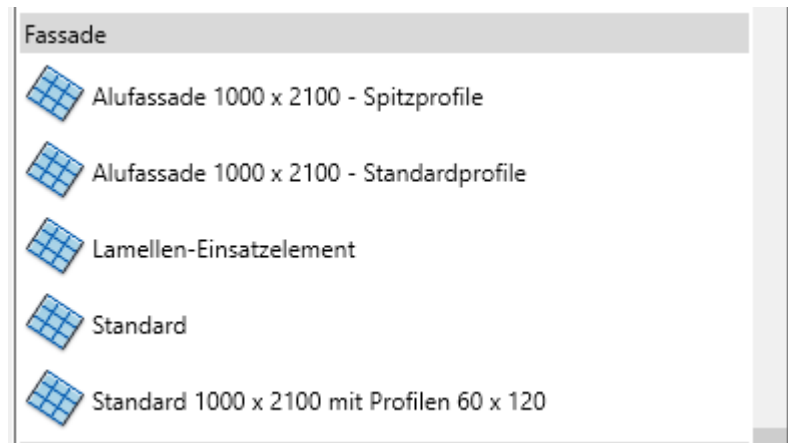 Fassade
Alufassade 1000 x 2100 - Spitzprofile
Alufassade 1000 x 2100 - Standardprofile
Lamellen-Einsatzelement
Standard
Standard 1000 x 2100 mit Profilen 60 x 120